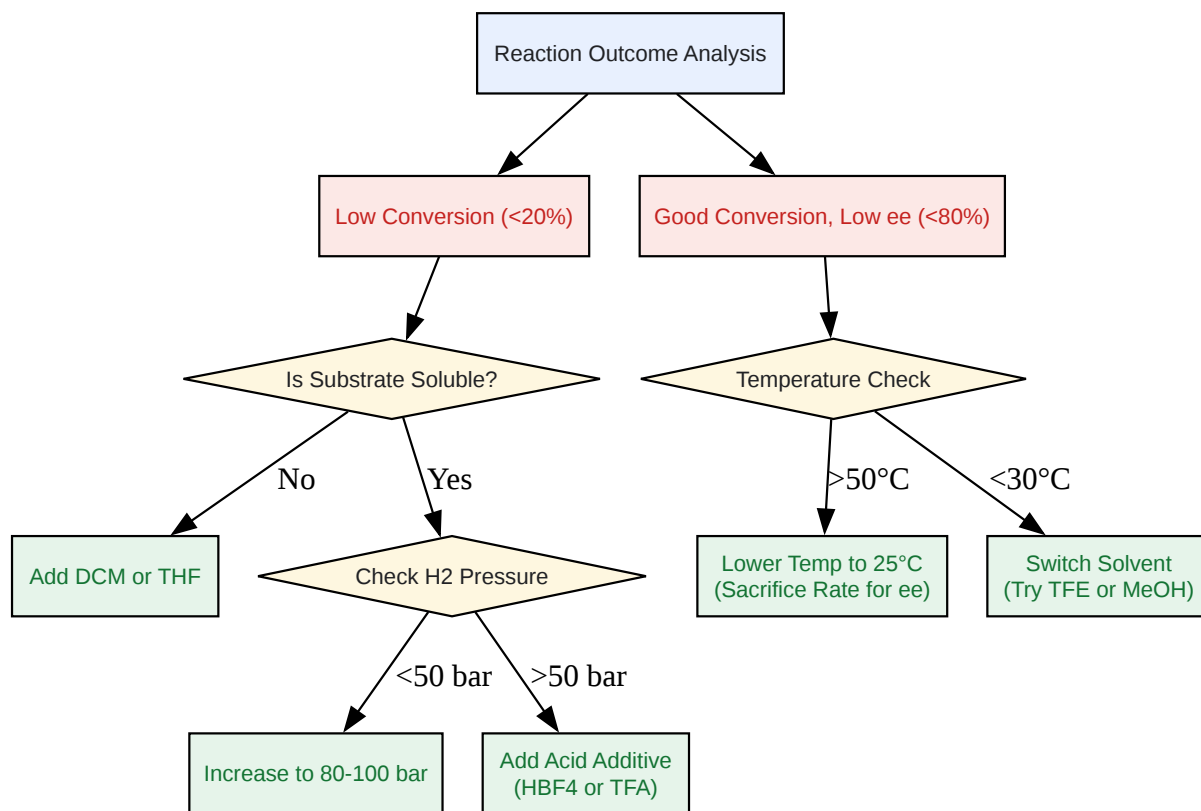 Reaction Outcome Analysis
Low Conversion (<20%)
Good Conversion, Low ee (<80%)
Is Substrate Soluble?
Temperature Check
No
Yes
>50°C
<30°C
Add DCM or THF
Check H2 Pressure
Lower Temp to 25°C
(Sacrifice Rate for ee)
Switch Solvent
(Try TFE or MeOH)
<50 bar
>50 bar
Increase to 80-100 bar
Add Acid Additive
(HBF4 or TFA)